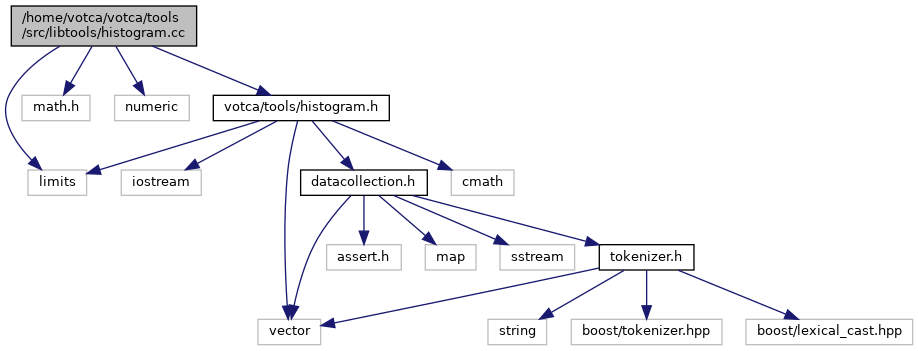 /home/votca/votca/tools
/src/libtools/histogram.cc
math.h
numeric
votca/tools/histogram.h
limits
iostream
datacollection.h
cmath
assert.h
map
sstream
tokenizer.h
vector
string
boost/tokenizer.hpp
boost/lexical_cast.hpp